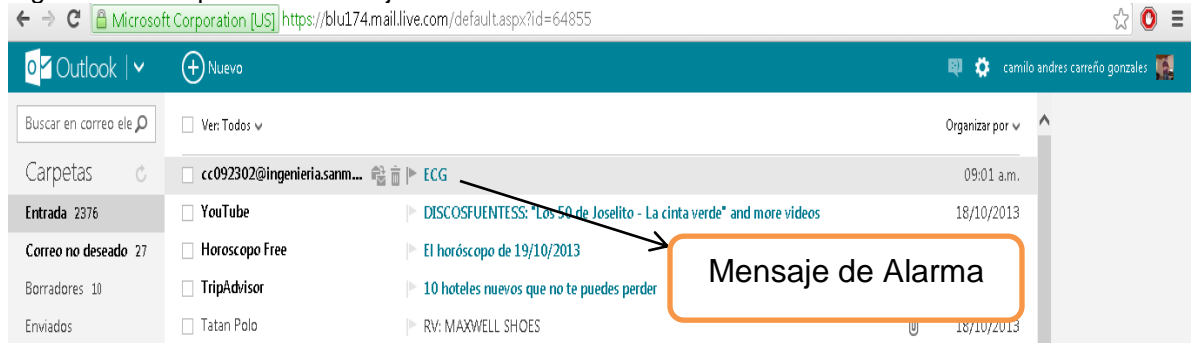 Microsoft Corporation [US] https://blu174.mail.live.com/default.aspx?id=64855
Outlook Nuevo camilo andres carreño gonzales
Buscar en correo ele Ver: Todos Organizar por
Carpetas cc092302@ingenieria.sanm... ECG 09:01 a.m.
Entrada 2376 YouTube DISCOSFUENTESS: "Los 50 de Joselito - La cinta verde" and more videos 18/10/2013
Correo no deseado 27 Horoscopo Free El horóscopo de 19/10/2013
Mensaje de Alarma
Borradores 10 TripAdvisor 10 hoteles nuevos que no te puedes perder
Enviados Tatan Polo RV: MAXWELL SHOES 18/10/2013